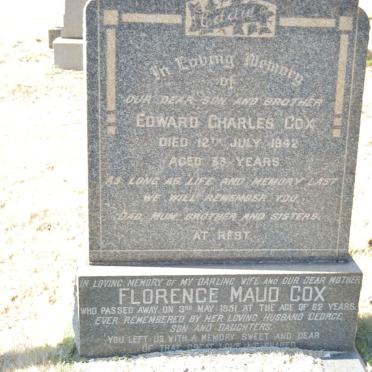 Eddie
In Loving Memory
of
OUR DEAR SON AND BROTHER
EDWARD CHARLES COX
DIED 12TH JULY 1942
AGED 33 YEARS
AS LONG AS LIFE AND MEMORY LAST
WE WILL REMEMBER YOU.
DAD, MUM, BROTHER AND SISTERS.
AT REST
IN LOVING MEMORY OF MY DARLING WIFE AND OUR DEAR MOTHER
FLORENCE MAUD COX
WHO PASSED AWAY ON 3RD MAY 1951 AT THE AGE OF 62 YEARS.
EVER REMEMBERED BY HER LOVING HUSBAND GEORGE,
SON AND DAUGHTERS.
YOU LEFT US WITH A MEMORY SWEET AND DEAR
OF